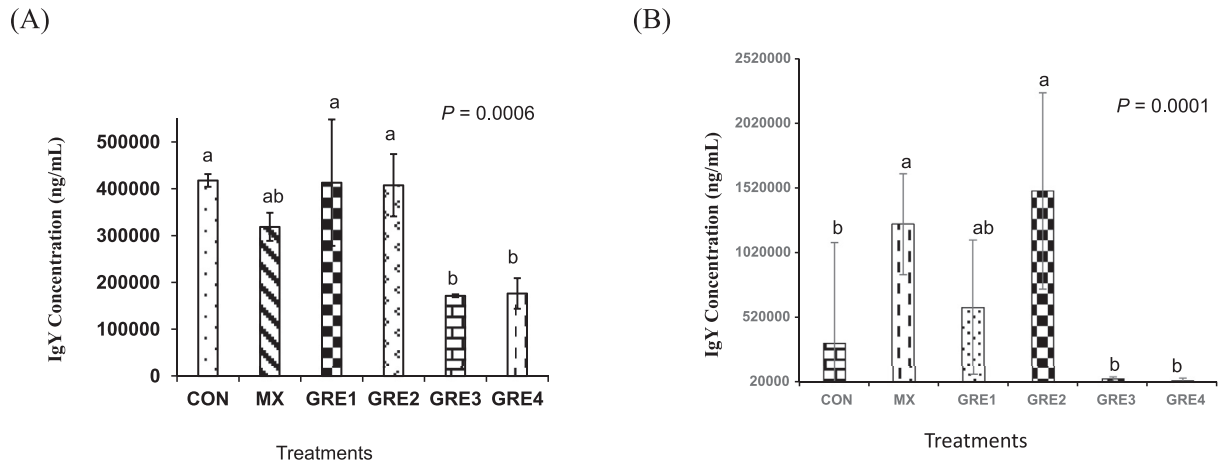 (A)
P = 0.0006
IgY Concentration (ng/mL)
500000
400000
300000
200000
100000
0
a
ab
a
a
b
b
CON MX GRE1 GRE2 GRE3 GRE4
Treatments
(B)
P = 0.0001
IgY Concentration (ng/mL)
2520000
2020000
1520000
1020000
520000
20000
b
a
ab
a
b
b
CON MX GRE1 GRE2 GRE3 GRE4
Treatments